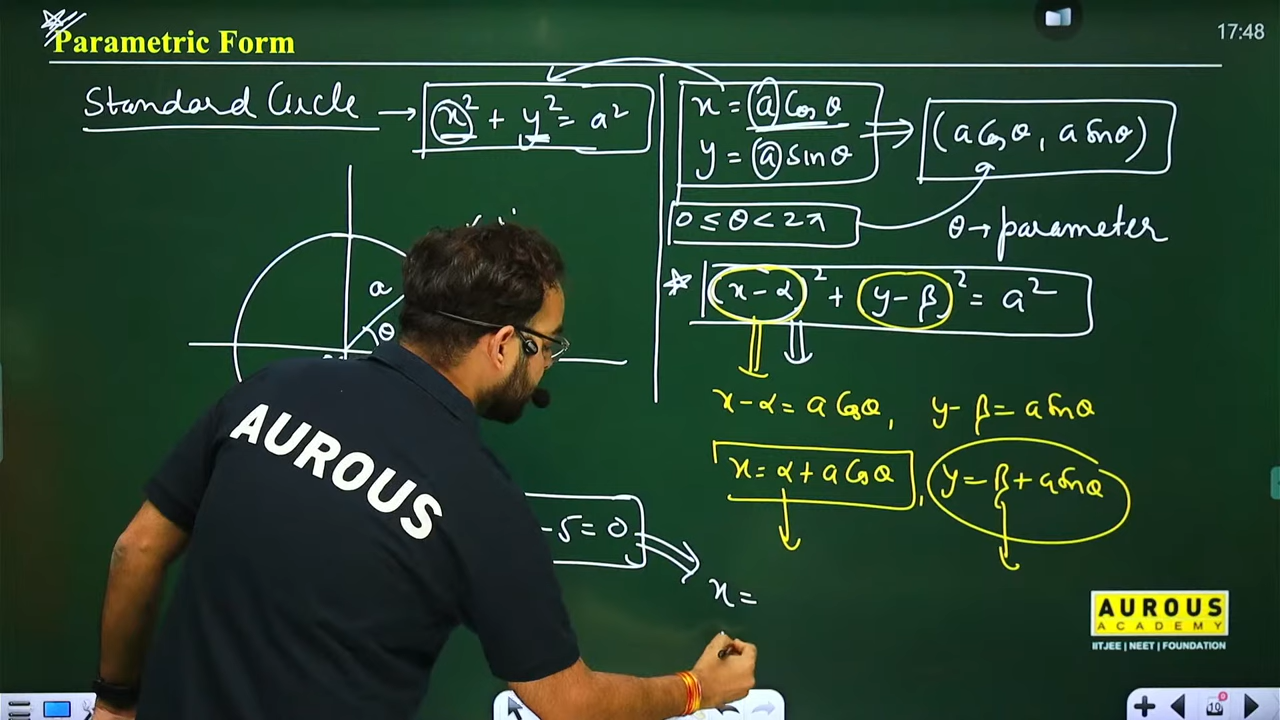 Parametric Form
17:48
Standard Circle → x² + y² = a²
x = a Cos θ
y = a sin θ
(a Cos θ, a Sin θ)
0 ≤ θ < 2π
θ → parameter
a
θ
(x - α)² + (y - β)² = a²
x - α = a Cos θ, y - β = a Sin θ
x = α + a Cos θ, y = β + a Sin θ
- 5 = 0
x =
AUROUS
AUROUS
ACADEMY
IITJEE | NEET | FOUNDATION
10